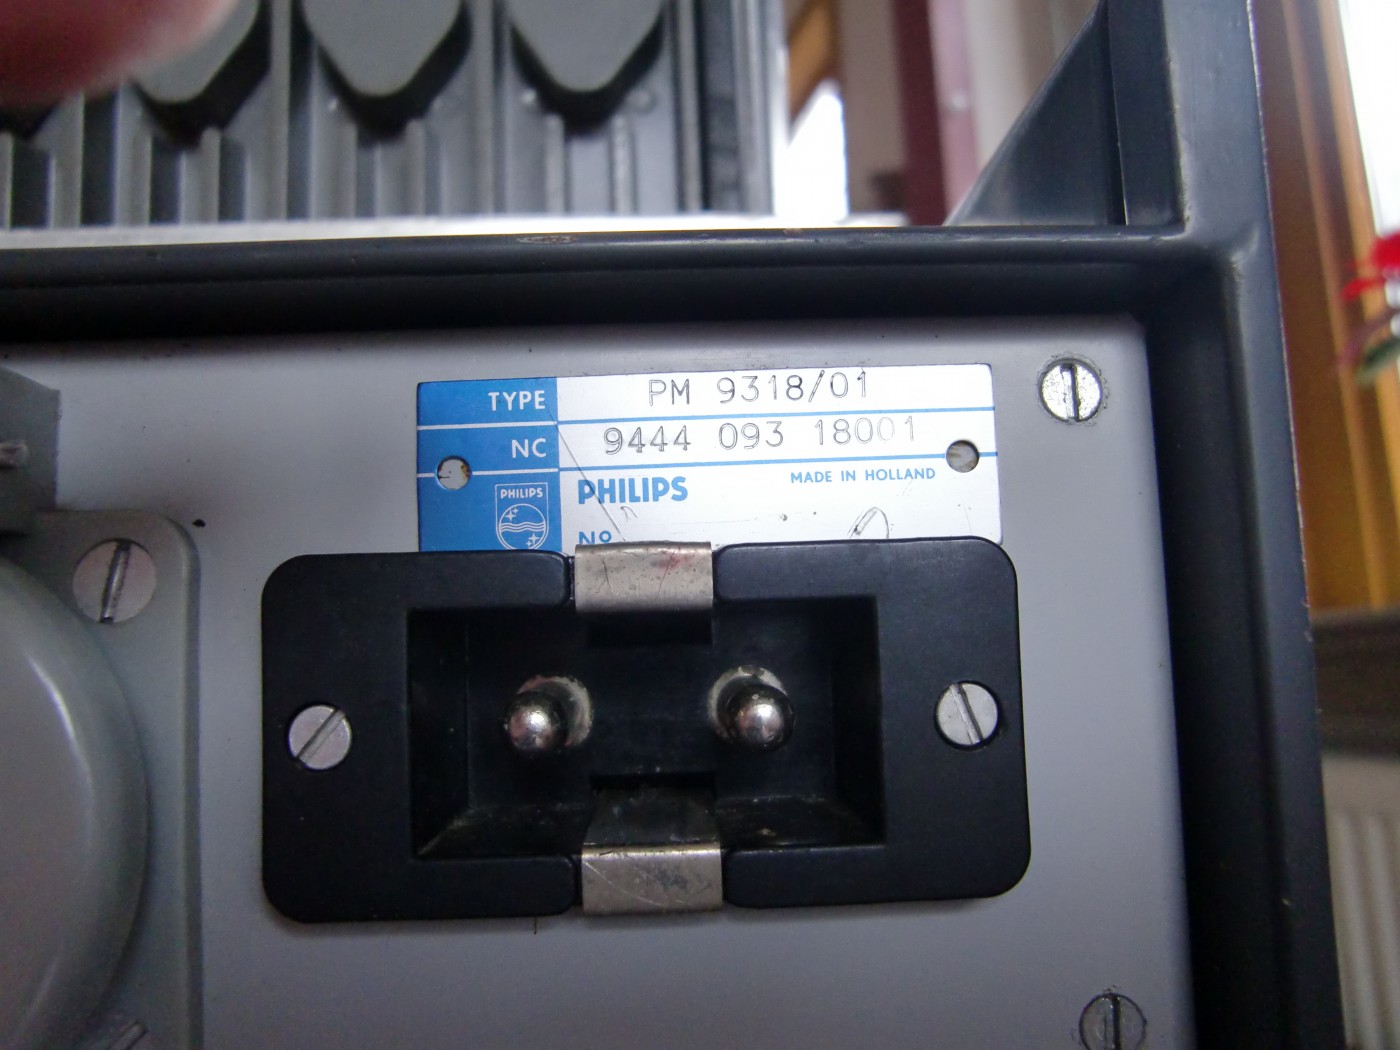 TYPE PM 9318/01
NC 9444 093 18001
PHILIPS PHILIPS MADE IN HOLLAND
Nº